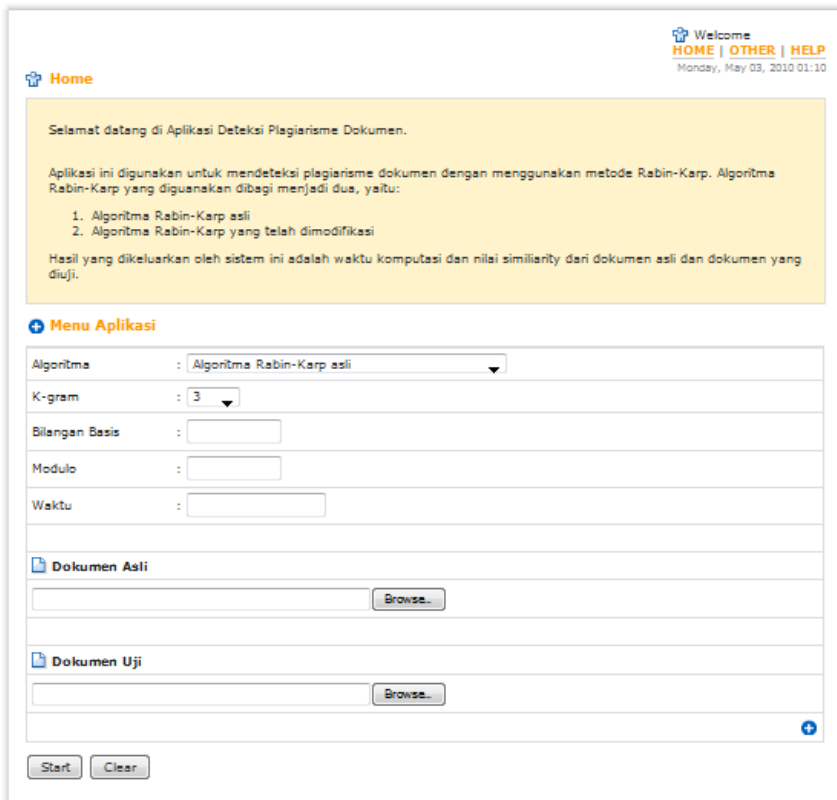 Welcome
HOME | OTHER | HELP
Monday, May 03, 2010 01:10
Home
Selamat datang di Aplikasi Deteksi Plagiarisme Dokumen.
Aplikasi ini digunakan untuk mendeteksi plagiarisme dokumen dengan menggunakan metode Rabin-Karp. Algoritma
Rabin-Karp yang diguanakan dibagi menjadi dua, yaitu:
1. Algoritma Rabin-Karp asli
2. Algoritma Rabin-Karp yang telah dimodifikasi
Hasil yang dikeluarkan oleh sistem ini adalah waktu komputasi dan nilai similiarity dari dokumen asli dan dokumen yang
diuji.
Menu Aplikasi
Algoritma : Algoritma Rabin-Karp asli
K-gram : 3
Bilangan Basis :
Modulo :
Waktu :
Dokumen Asli
Browse..
Dokumen Uji
Browse..
Start Clear